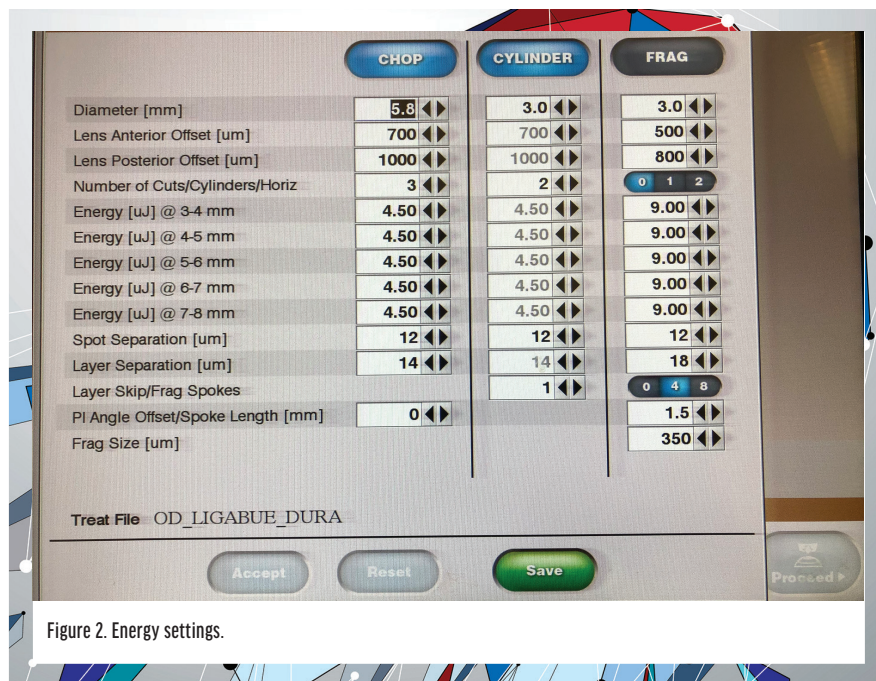 CHOP CYLINDER FRAG
Diameter [mm] 5.8 3.0 3.0
Lens Anterior Offset [um] 700 700 500
Lens Posterior Offset [um] 1000 1000 800
Number of Cuts/Cylinders/Horiz 3 2 0 1 2
Energy [uJ] @ 3-4 mm 4.50 4.50 9.00
Energy [uJ] @ 4-5 mm 4.50 4.50 9.00
Energy [uJ] @ 5-6 mm 4.50 4.50 9.00
Energy [uJ] @ 6-7 mm 4.50 4.50 9.00
Energy [uJ] @ 7-8 mm 4.50 4.50 9.00
Spot Separation [um] 12 12 12
Layer Separation [um] 14 14 18
Layer Skip/Frag Spokes 1 0 4 8
PI Angle Offset/Spoke Length [mm] 0 1.5
Frag Size [um] 350
Treat File OD_LIGABUE_DURA
Accept Reset Save Proceed
Figure 2. Energy settings.